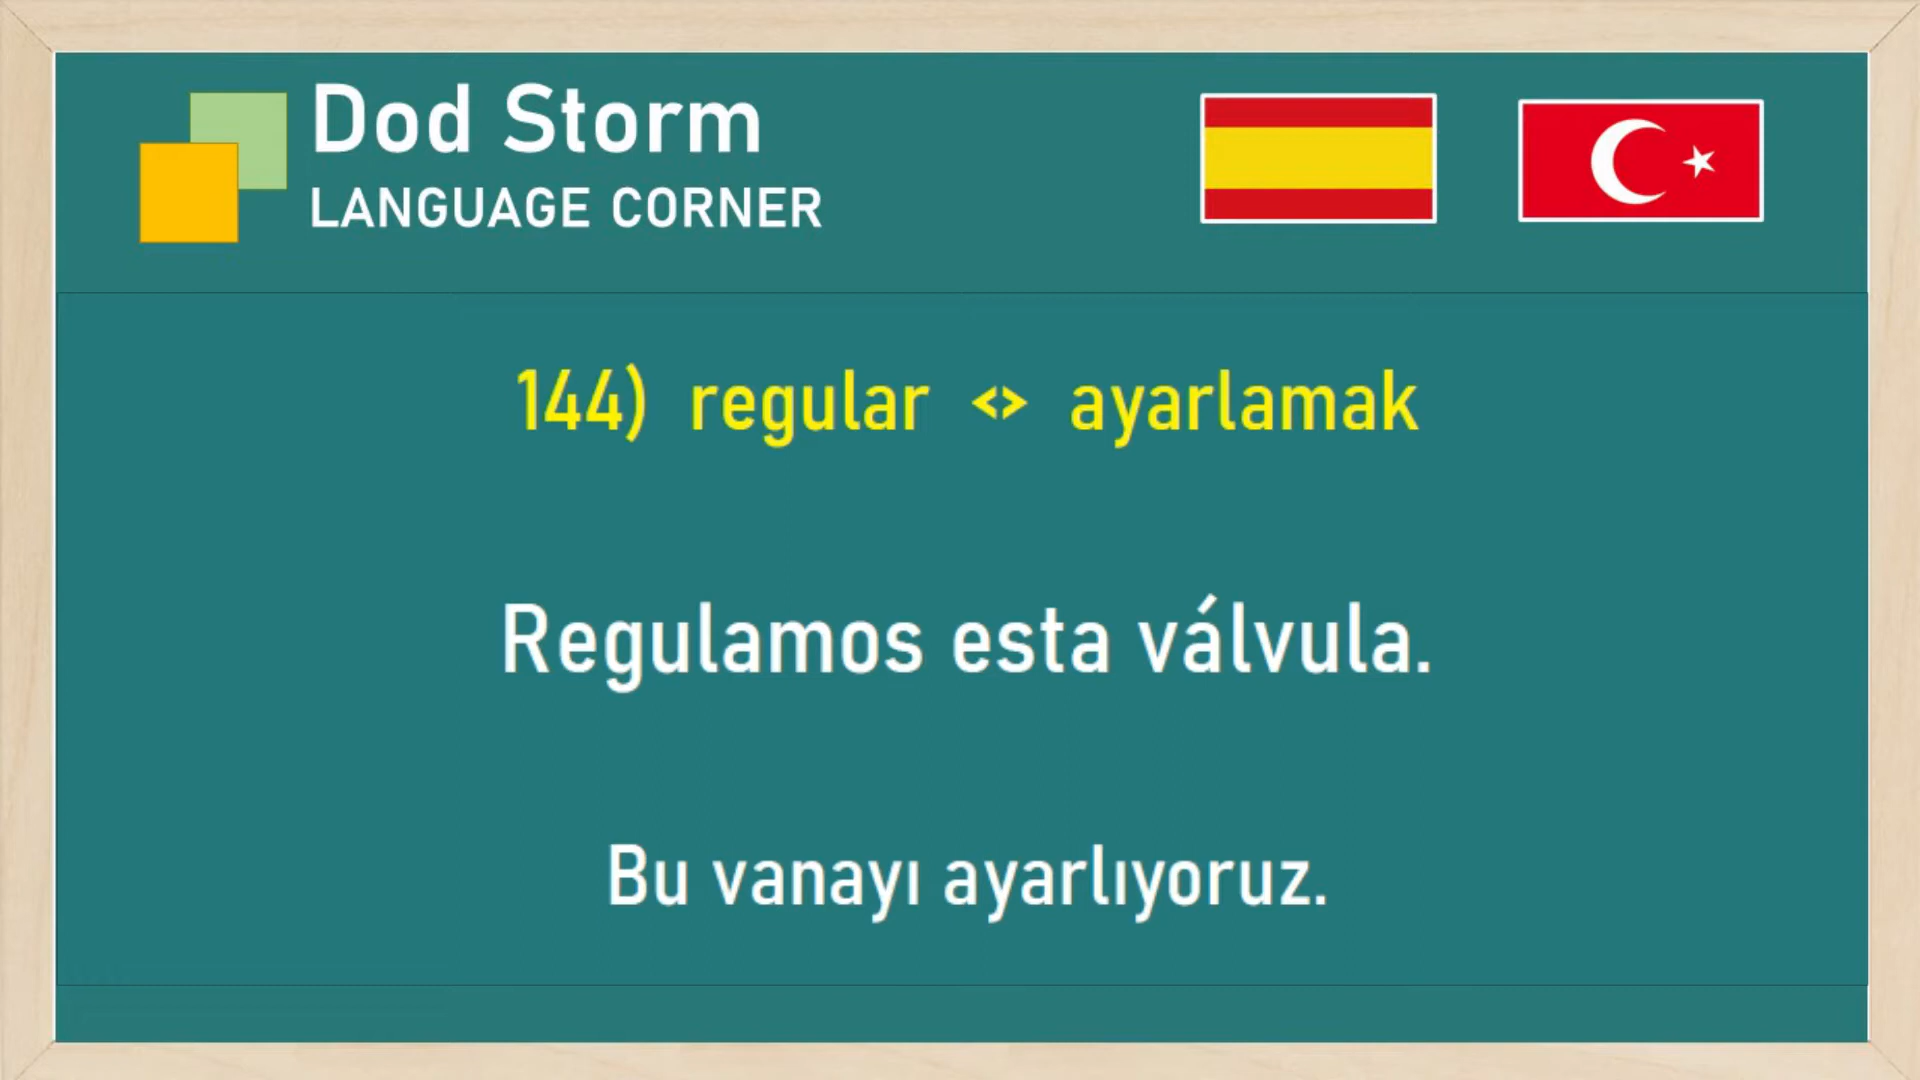 Dod Storm
LANGUAGE CORNER
144) regular <> ayarlamak
Regulamos esta válvula.
Bu vanayı ayarlıyoruz.